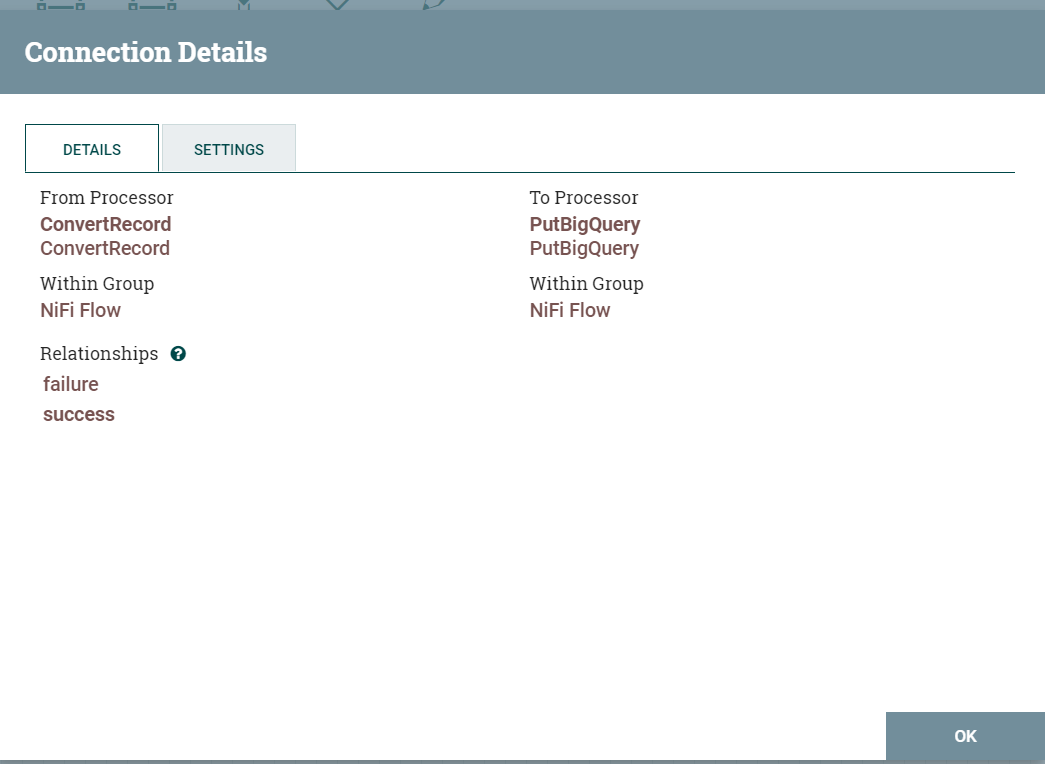 Connection Details
DETAILS
SETTINGS
From Processor
ConvertRecord
ConvertRecord
Within Group
NiFi Flow
To Processor
PutBigQuery
PutBigQuery
Within Group
NiFi Flow
Relationships
failure
success
OK